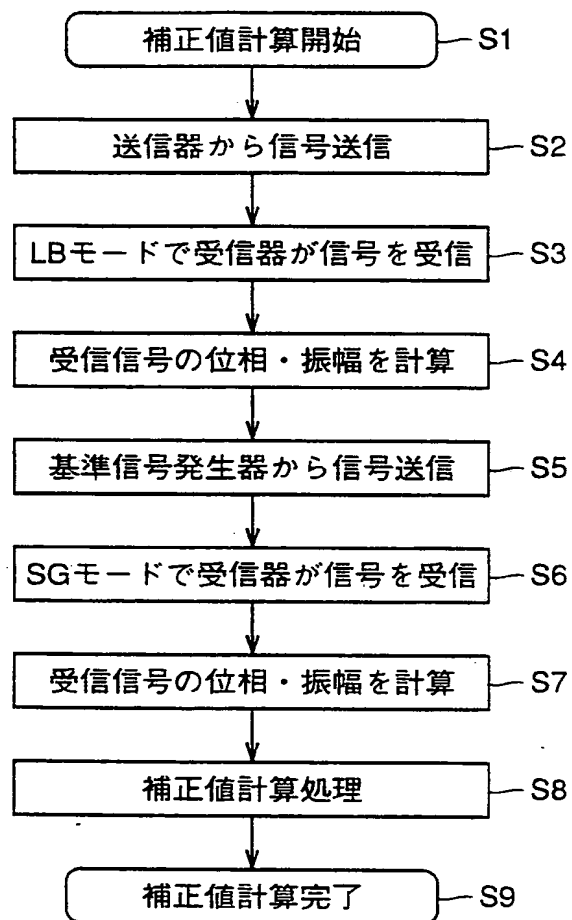 補正値計算開始 S1
送信器から信号送信 S2
LBモードで受信器が信号を受信 S3
受信信号の位相・振幅を計算 S4
基準信号発生器から信号送信 S5
SGモードで受信器が信号を受信 S6
受信信号の位相・振幅を計算 S7
補正値計算処理 S8
補正値計算完了 S9